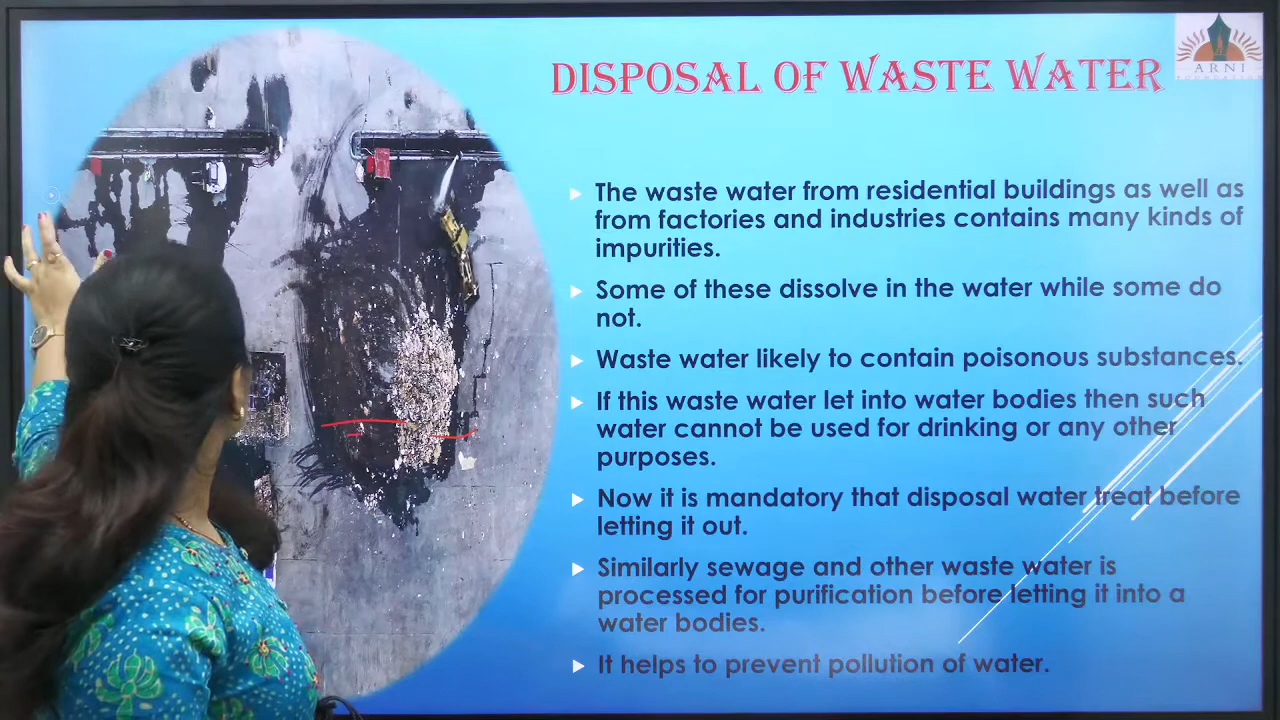 DISPOSAL OF WASTE WATER
ARNI
The waste water from residential buildings as well as
from factories and industries contains many kinds of
impurities.
Some of these dissolve in the water while some do
not.
Waste water likely to contain poisonous substances.
If this waste water let into water bodies then such
water cannot be used for drinking or any other
purposes.
Now it is mandatory that disposal water treat before
letting it out.
Similarly sewage and other waste water is
processed for purification before letting it into a
water bodies.
It helps to prevent pollution of water.